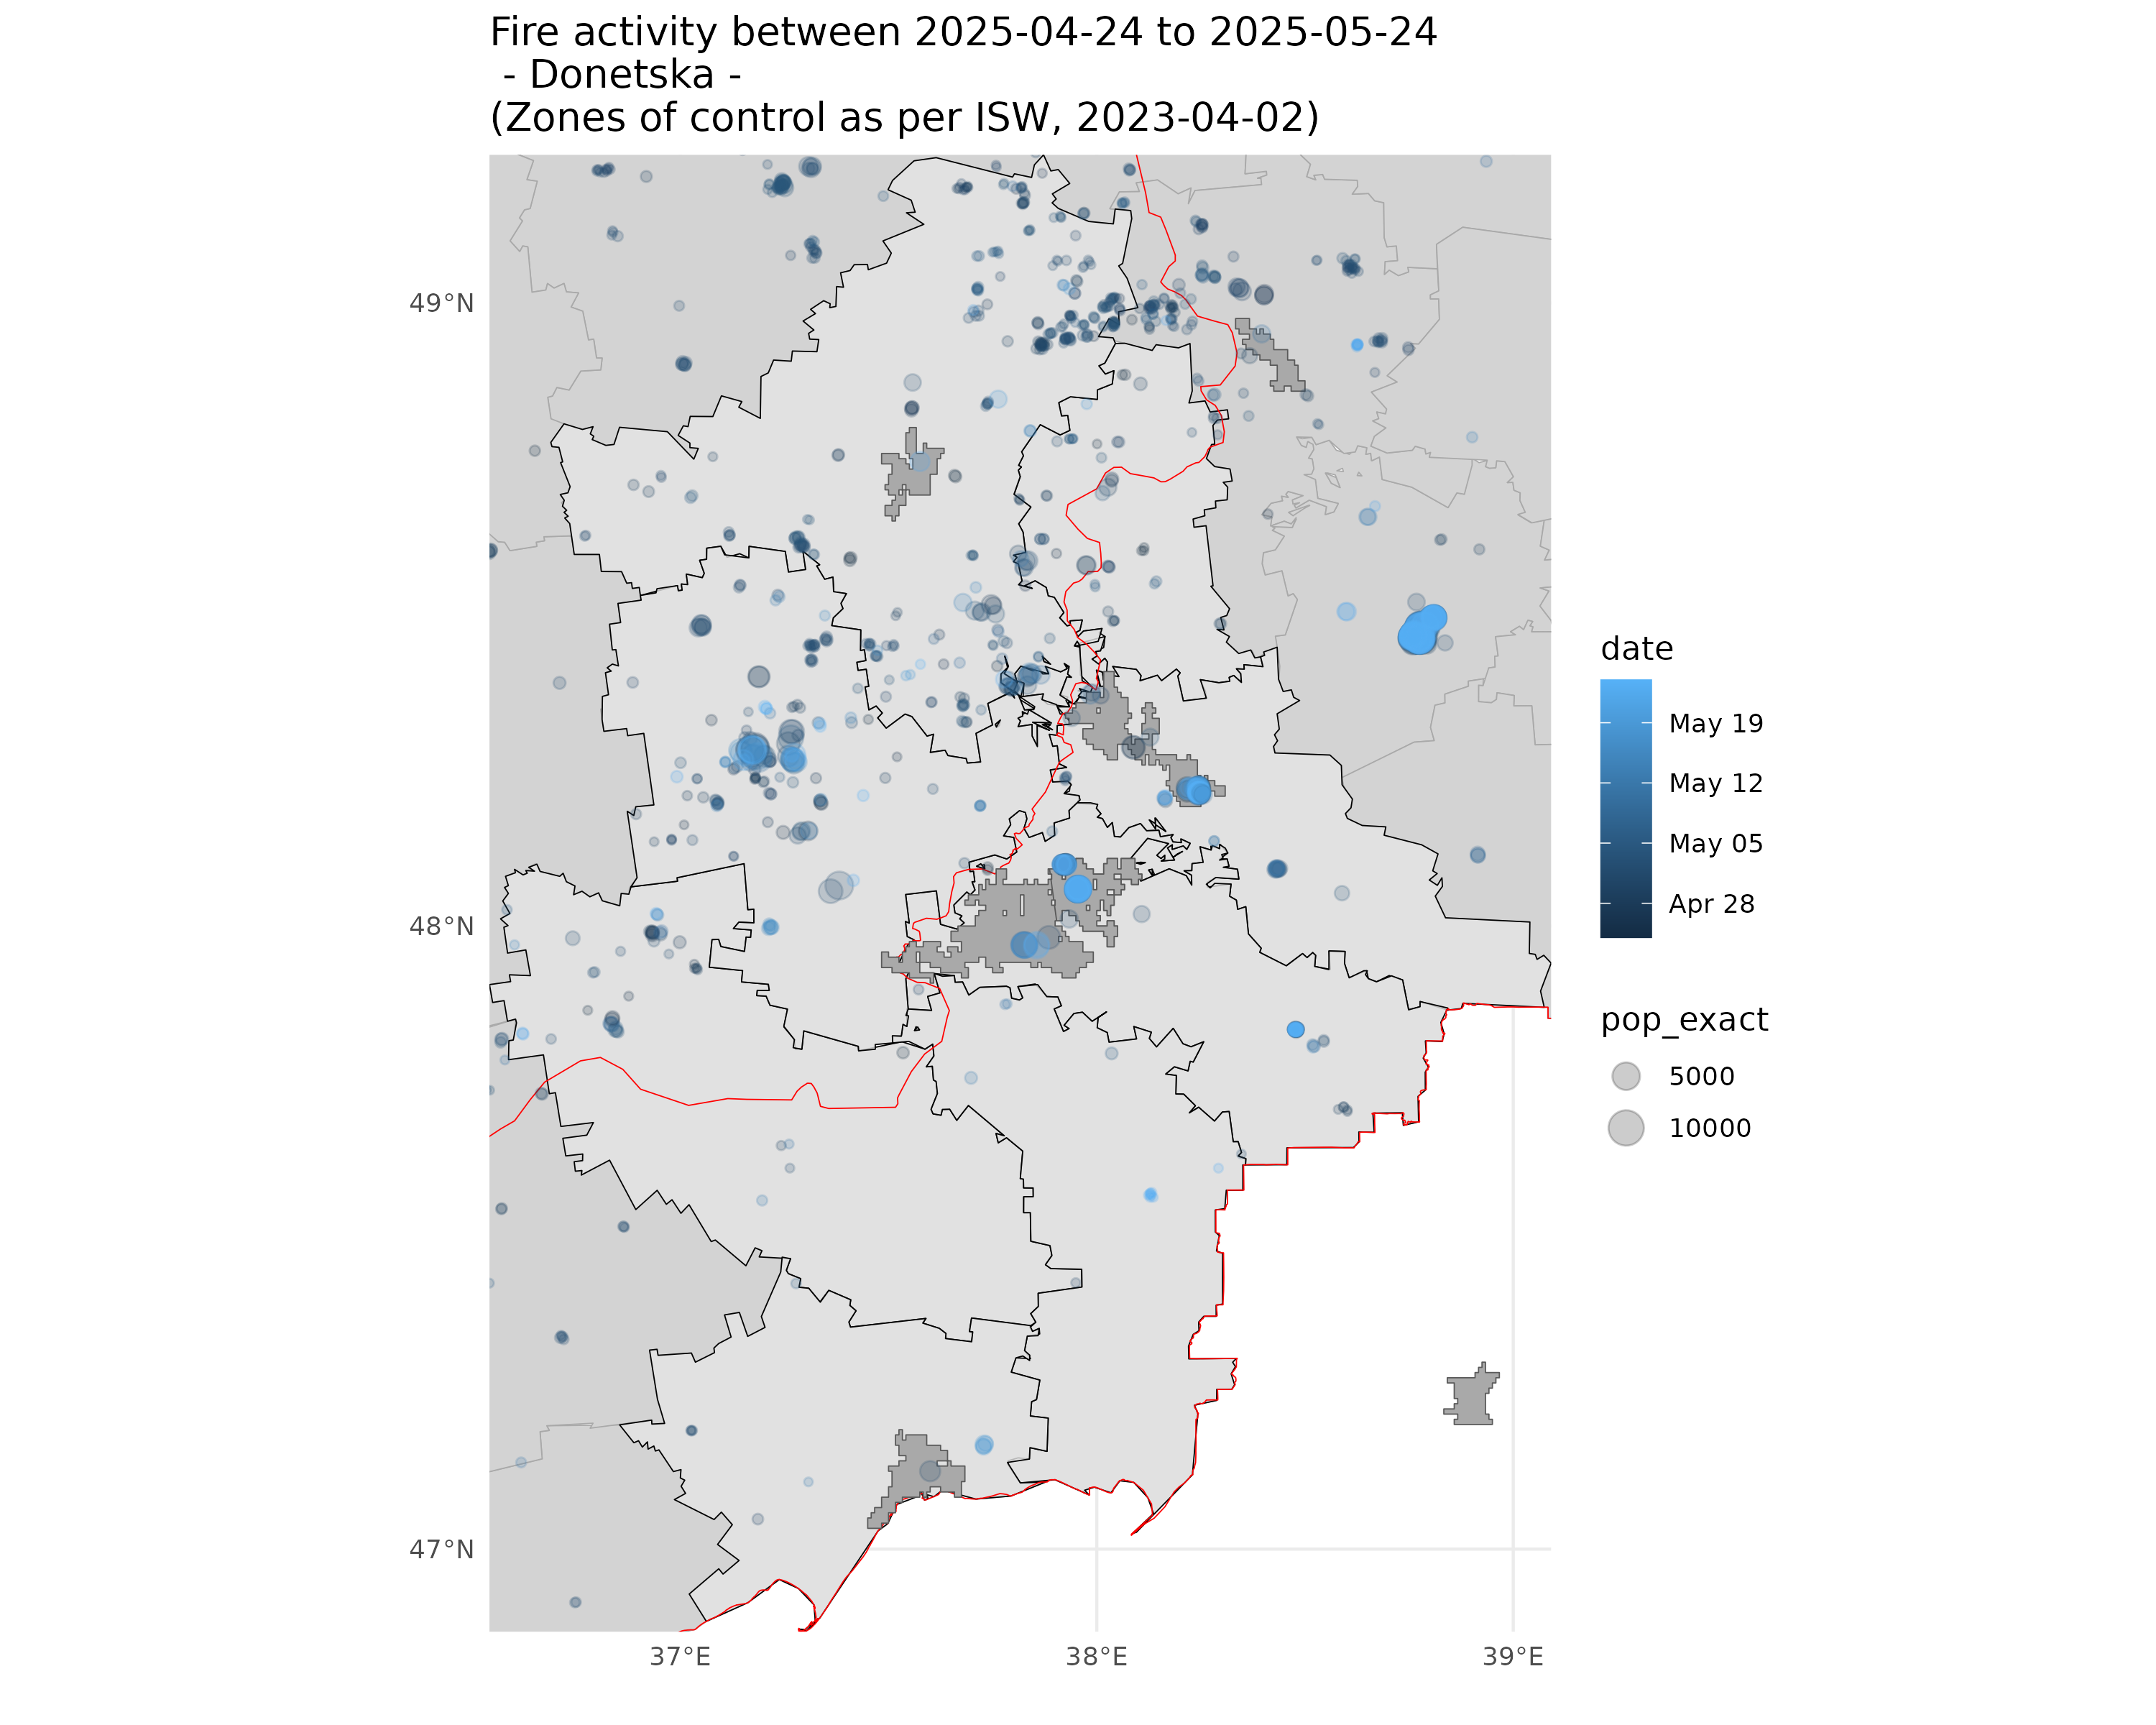 Fire activity between 2025-04-24 to 2025-05-24
- Donetska -
(Zones of control as per ISW, 2023-04-02)
49°N
48°N
47°N
37°E
38°E
39°E
date
May 19
May 12
May 05
Apr 28
pop_exact
5000
10000